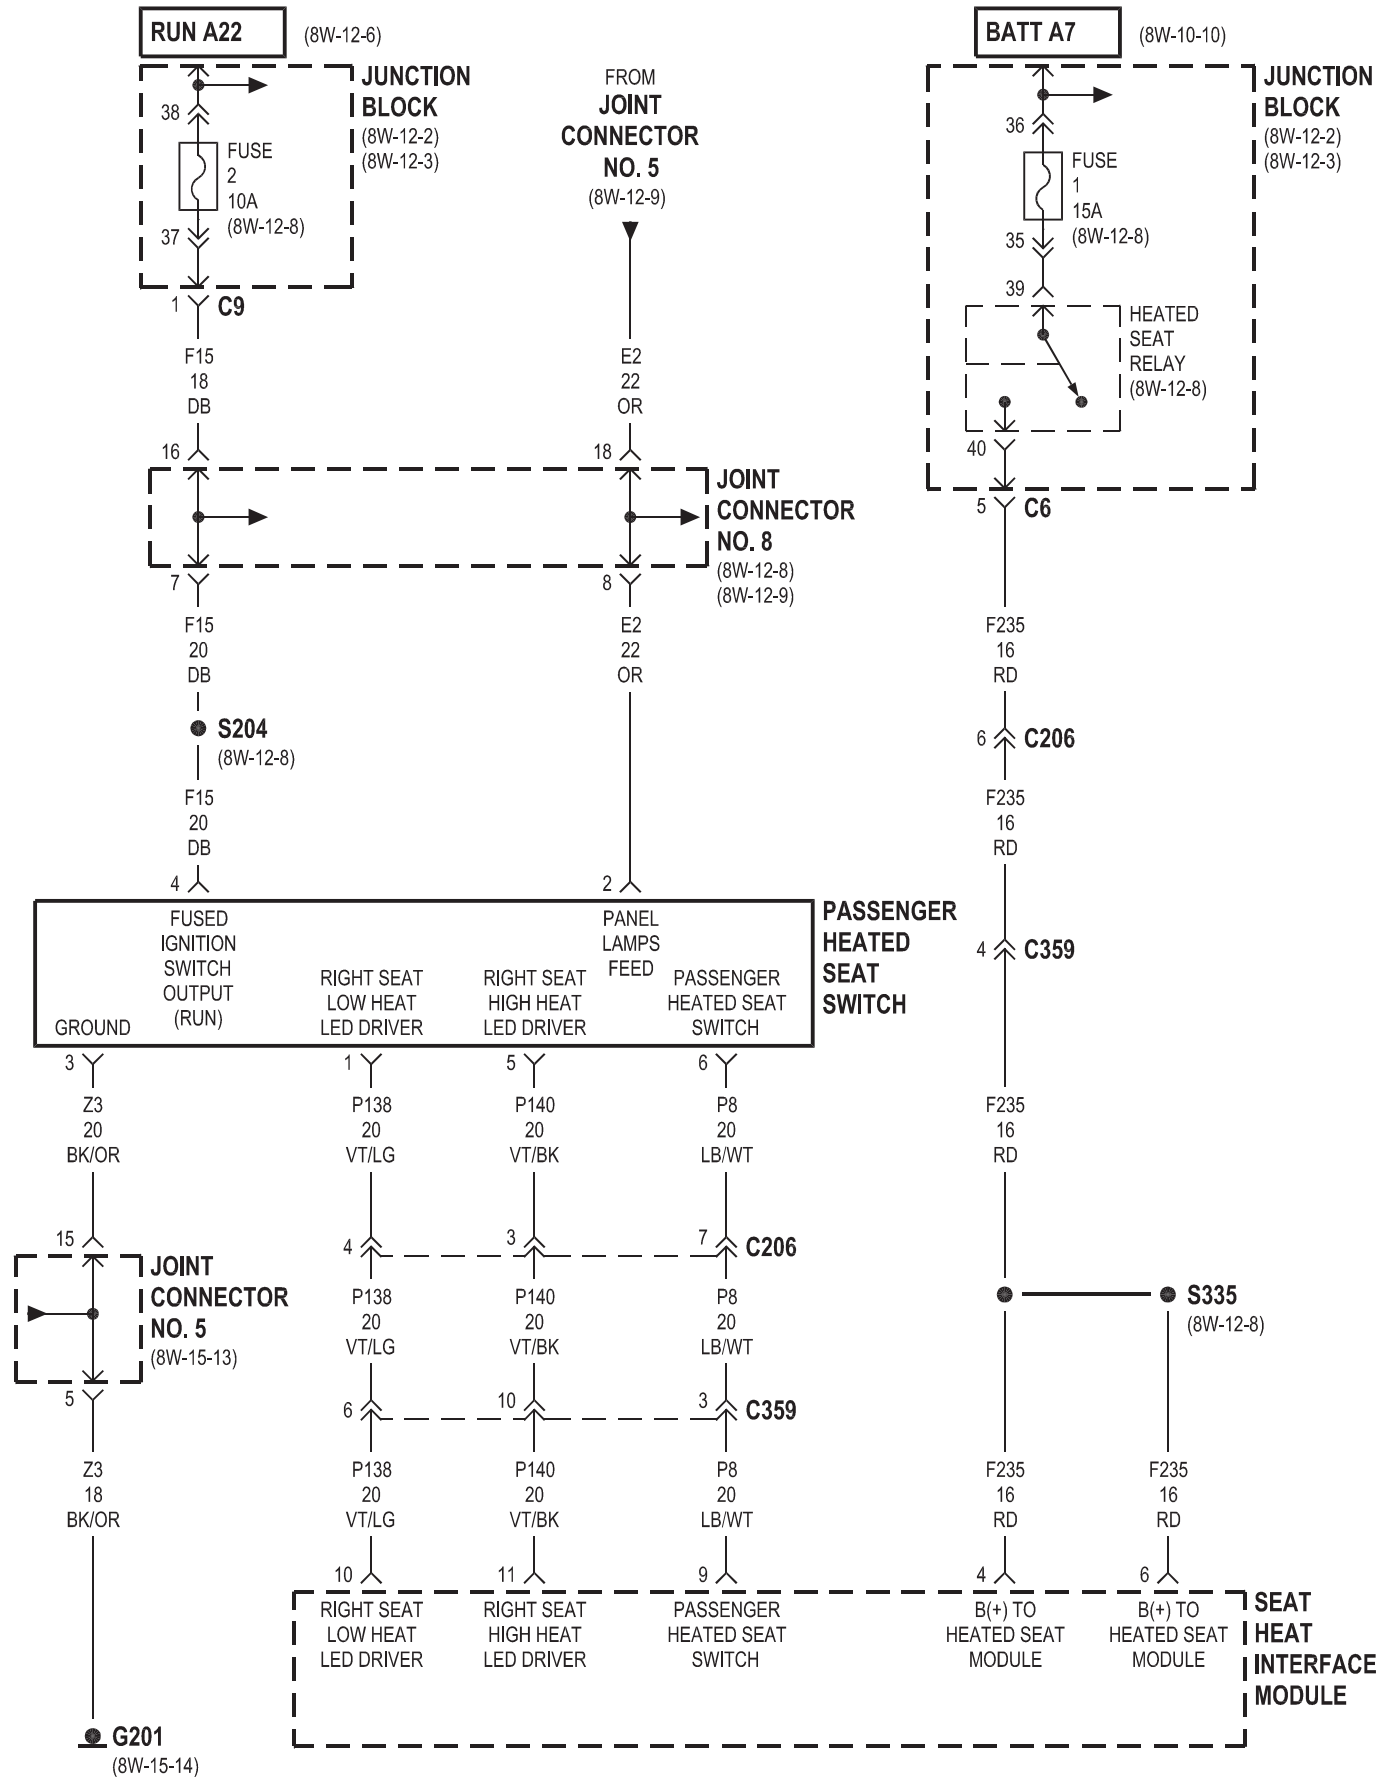 RUN A22
(8W-12-6)
BATT A7
(8W-10-10)
JUNCTION
BLOCK
(8W-12-2)
(8W-12-3)
38
FUSE
2
10A
(8W-12-8)
37
1
C9
FROM
JOINT
CONNECTOR
NO. 5
(8W-12-9)
JUNCTION
BLOCK
(8W-12-2)
(8W-12-3)
36
FUSE
1
15A
(8W-12-8)
35
39
HEATED
SEAT
RELAY
(8W-12-8)
40
5
C6
F15
18
DB
E2
22
OR
16
18
JOINT
CONNECTOR
NO. 8
(8W-12-8)
(8W-12-9)
7
8
F15
20
DB
E2
22
OR
F235
16
RD
S204
(8W-12-8)
6
C206
F15
20
DB
F235
16
RD
4
2
PASSENGER
HEATED
SEAT
SWITCH
4
C359
FUSED
IGNITION
SWITCH
OUTPUT
(RUN)
PANEL
LAMPS
FEED
GROUND
RIGHT SEAT
LOW HEAT
LED DRIVER
RIGHT SEAT
HIGH HEAT
LED DRIVER
PASSENGER
HEATED SEAT
SWITCH
3
1
5
6
Z3
20
BK/OR
P138
20
VT/LG
P140
20
VT/BK
P8
20
LB/WT
F235
16
RD
15
4
3
7
C206
JOINT
CONNECTOR
NO. 5
(8W-15-13)
P138
20
VT/LG
P140
20
VT/BK
P8
20
LB/WT
S335
(8W-12-8)
5
6
10
3
C359
Z3
18
BK/OR
P138
20
VT/LG
P140
20
VT/BK
P8
20
LB/WT
F235
16
RD
F235
16
RD
10
11
9
4
6
RIGHT SEAT
LOW HEAT
LED DRIVER
RIGHT SEAT
HIGH HEAT
LED DRIVER
PASSENGER
HEATED SEAT
SWITCH
B(+) TO
HEATED SEAT
MODULE
B(+) TO
HEATED SEAT
MODULE
SEAT
HEAT
INTERFACE
MODULE
G201
(8W-15-14)